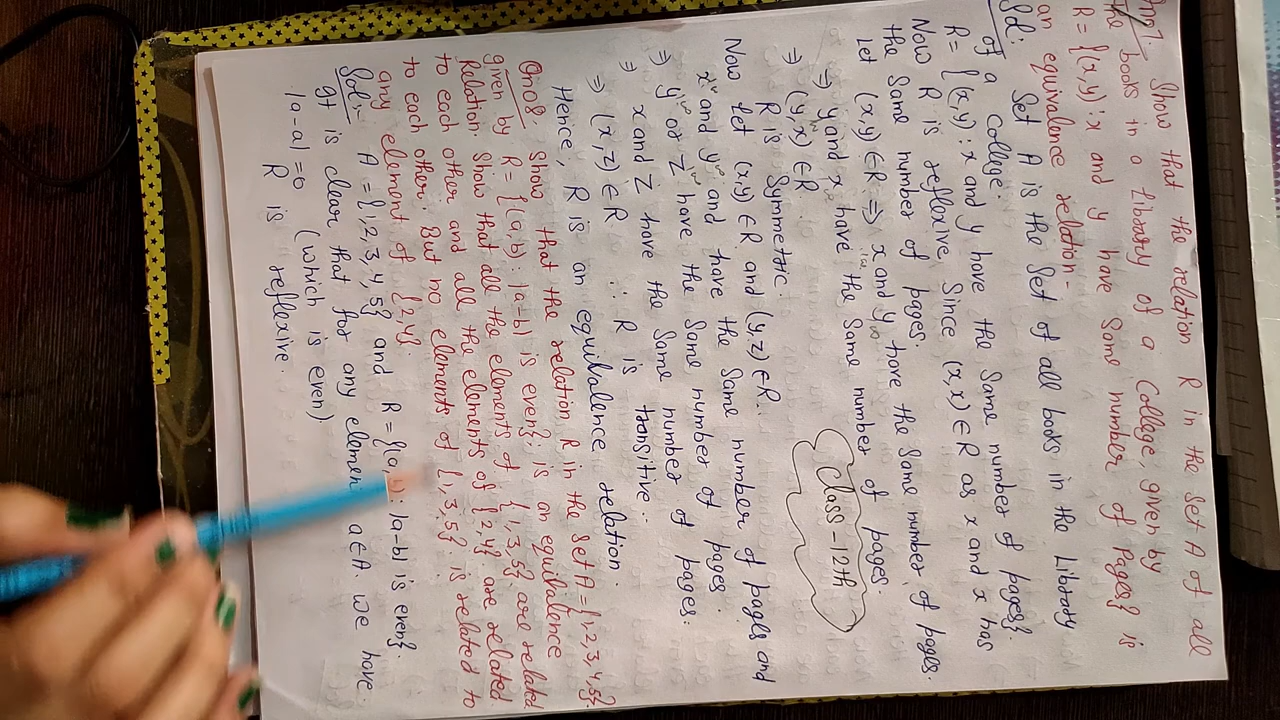 Qno7: Show that the relation R in the Set A of all
the books in a library of a College, given by
R = {(x,y): x and y have Same number of Pages} is
an equivalence relation -
Sol: Set A is the Set of all books in the Library
of a College.
R = {(x,y): x and y have the Same number of pages}
Now R is reflexive, Since (x,x) ∈ R as x and x has
the Same number of pages.
Let (x,y) ∈ R ⇒ x and y have the Same number of pages.
⇒ y and x have the Same number of pages.
⇒ (y,x) ∈ R
R is Symmetric.
Class - 12th
Now Let (x,y) ∈ R and (y,z) ∈ R.
x and y and have the Same number of pages and
⇒ y or z have the Same number of pages.
⇒ x and z have the Same number of pages.
⇒ (x,z) ∈ R ∴ R is transitive.
Hence, R is an equivalence relation.
Qno8 Show that the relation R in the Set A = {1,2,3,4,5}
given by R = {(a,b): |a-b| is even}; is an equivalence
Relation. Show that all the elements of {1,3,5} are related
to each other and all the elements of {2,4} are related
to each other. But no elements of {1,3,5} is related to
any element of {2,4}.
Sol:- A = {1,2,3,4,5} and R = {(a,b): |a-b| is even}.
It is clear that for any elemen a∈A. we have
|a-a|=0 (which is even).
R is reflexive.